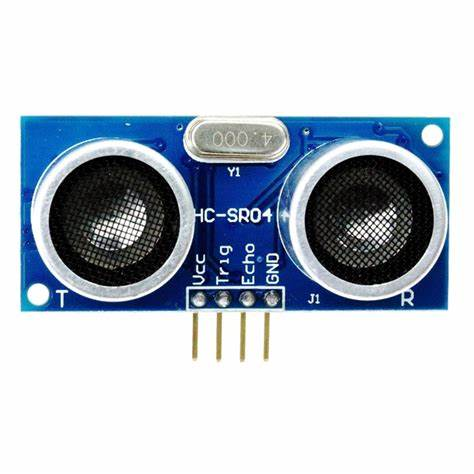 4.000
Y1
HC-SR04
Vcc
Trig
Echo
GND
T
J1
R